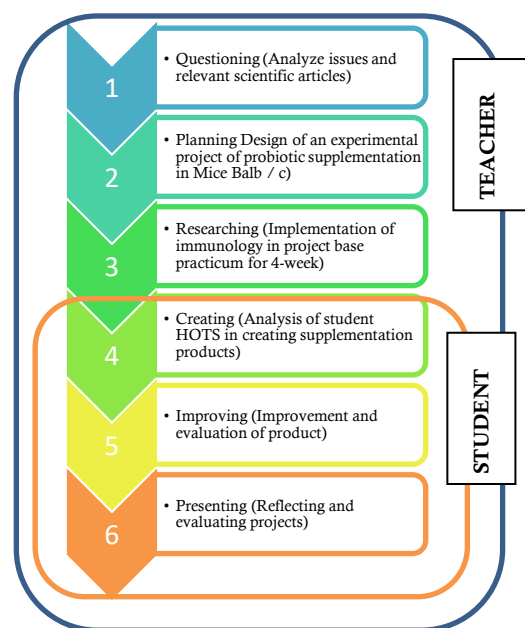 1
• Questioning (Analyze issues and
relevant scientific articles)
2
• Planning Design of an experimental
project of probiotic supplementation
in Mice Balb / c)
3
• Researching (Implementation of
immunology in project base
practicum for 4-week)
4
• Creating (Analysis of student
HOTS in creating supplementation
products)
5
• Improving (Improvement and
evaluation of product)
6
• Presenting (Reflecting and
evaluating projects)
TEACHER
STUDENT